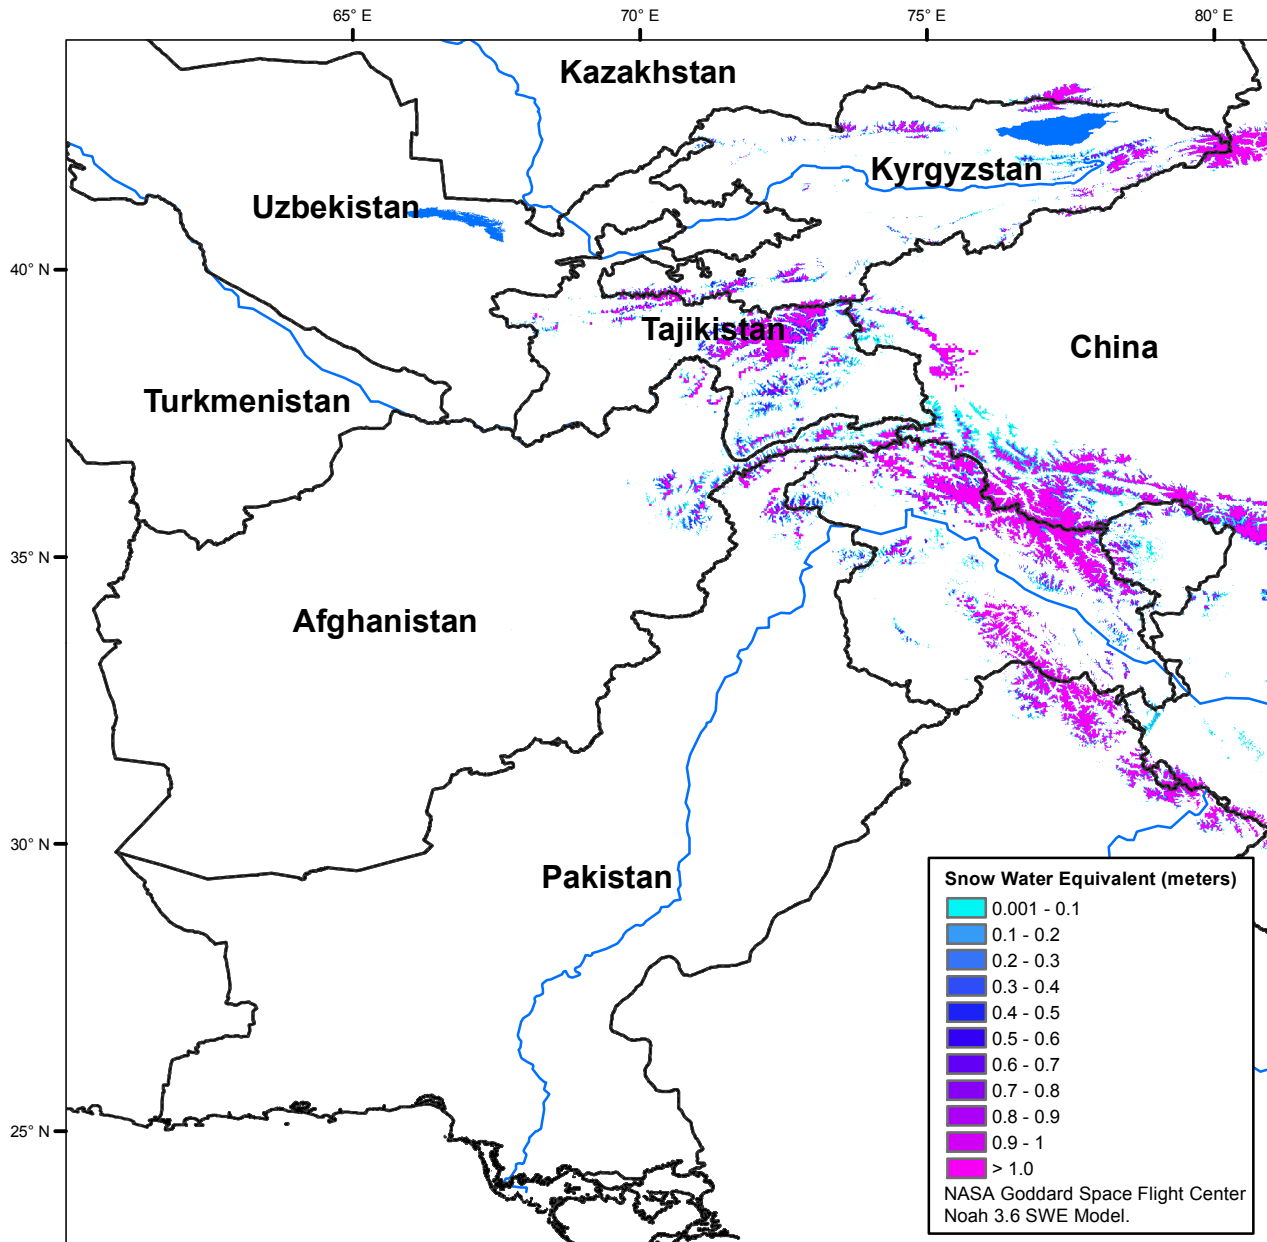 65° E
70° E
75° E
80° E
Kazakhstan
Kyrgyzstan
Uzbekistan
40° N
Tajikistan
China
Turkmenistan
35° N
Afghanistan
30° N
Pakistan
25° N
Snow Water Equivalent (meters)
0.001 - 0.1
0.1 - 0.2
0.2 - 0.3
0.3 - 0.4
0.4 - 0.5
0.5 - 0.6
0.6 - 0.7
0.7 - 0.8
0.8 - 0.9
0.9 - 1
> 1.0
NASA Goddard Space Flight Center
Noah 3.6 SWE Model.